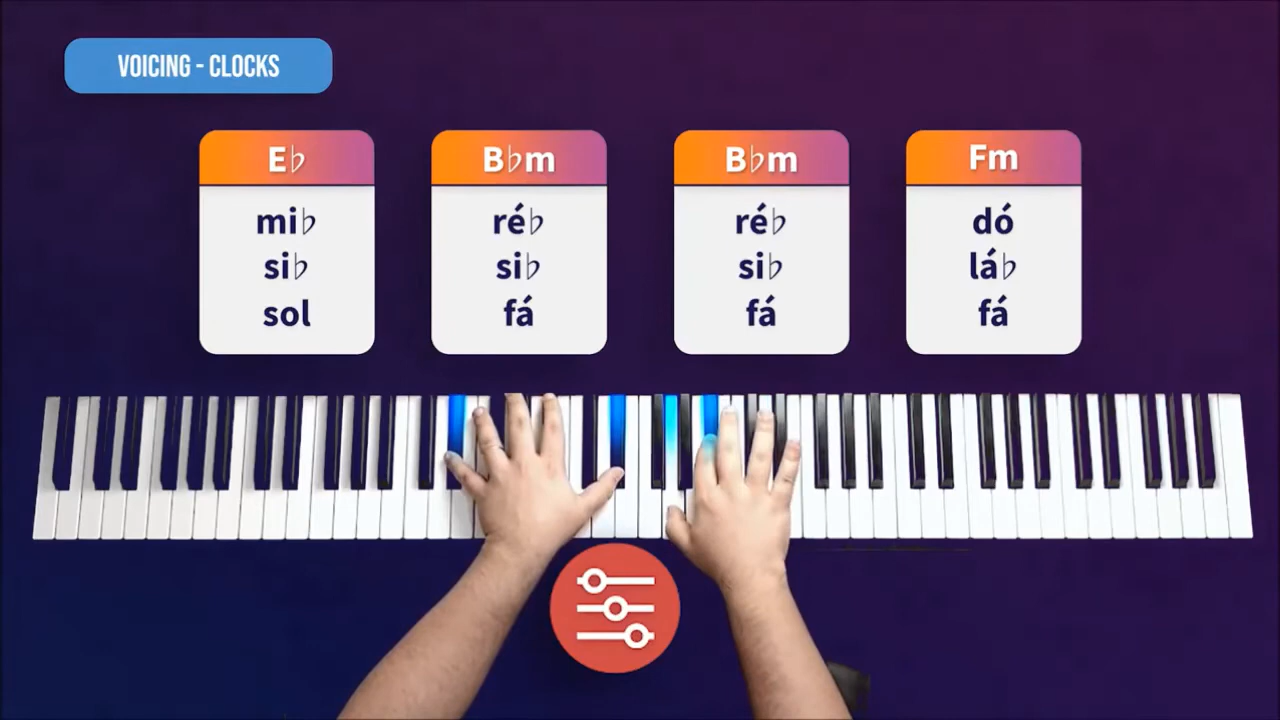 VOICING - CLOCKS
E♭
mi♭
si♭
sol
B♭m
ré♭
si♭
fá
B♭m
ré♭
si♭
fá
Fm
dó
lá♭
fá